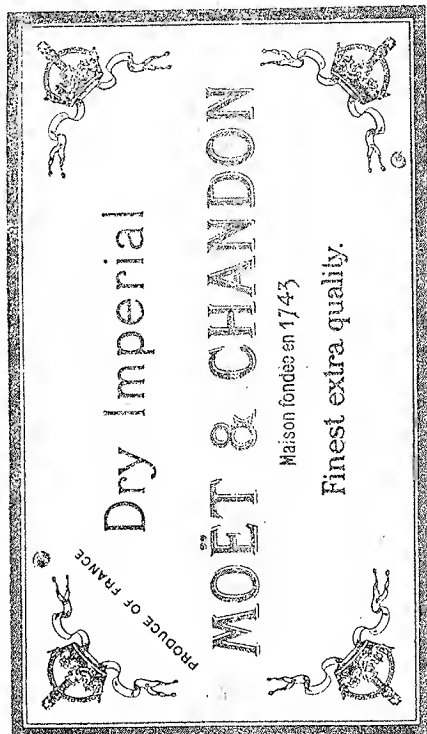 PRODUCE OF FRANCE
Dry Imperial
MOËT & CHANDON
Maison fondée en 1743
Finest extra quality.